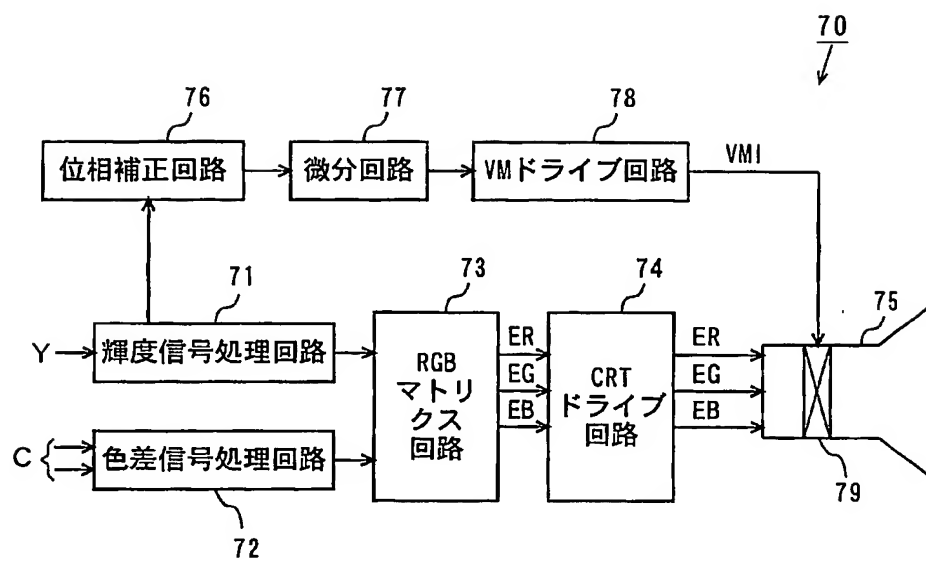 70
76
77
78
位相補正回路
微分回路
VMドライブ回路
VMI
71
73
74
75
Y
輝度信号処理回路
RGB
マトリ
クス
回路
ER
EG
EB
CRT
ドライブ
回路
ER
EG
EB
C
色差信号処理回路
72
79